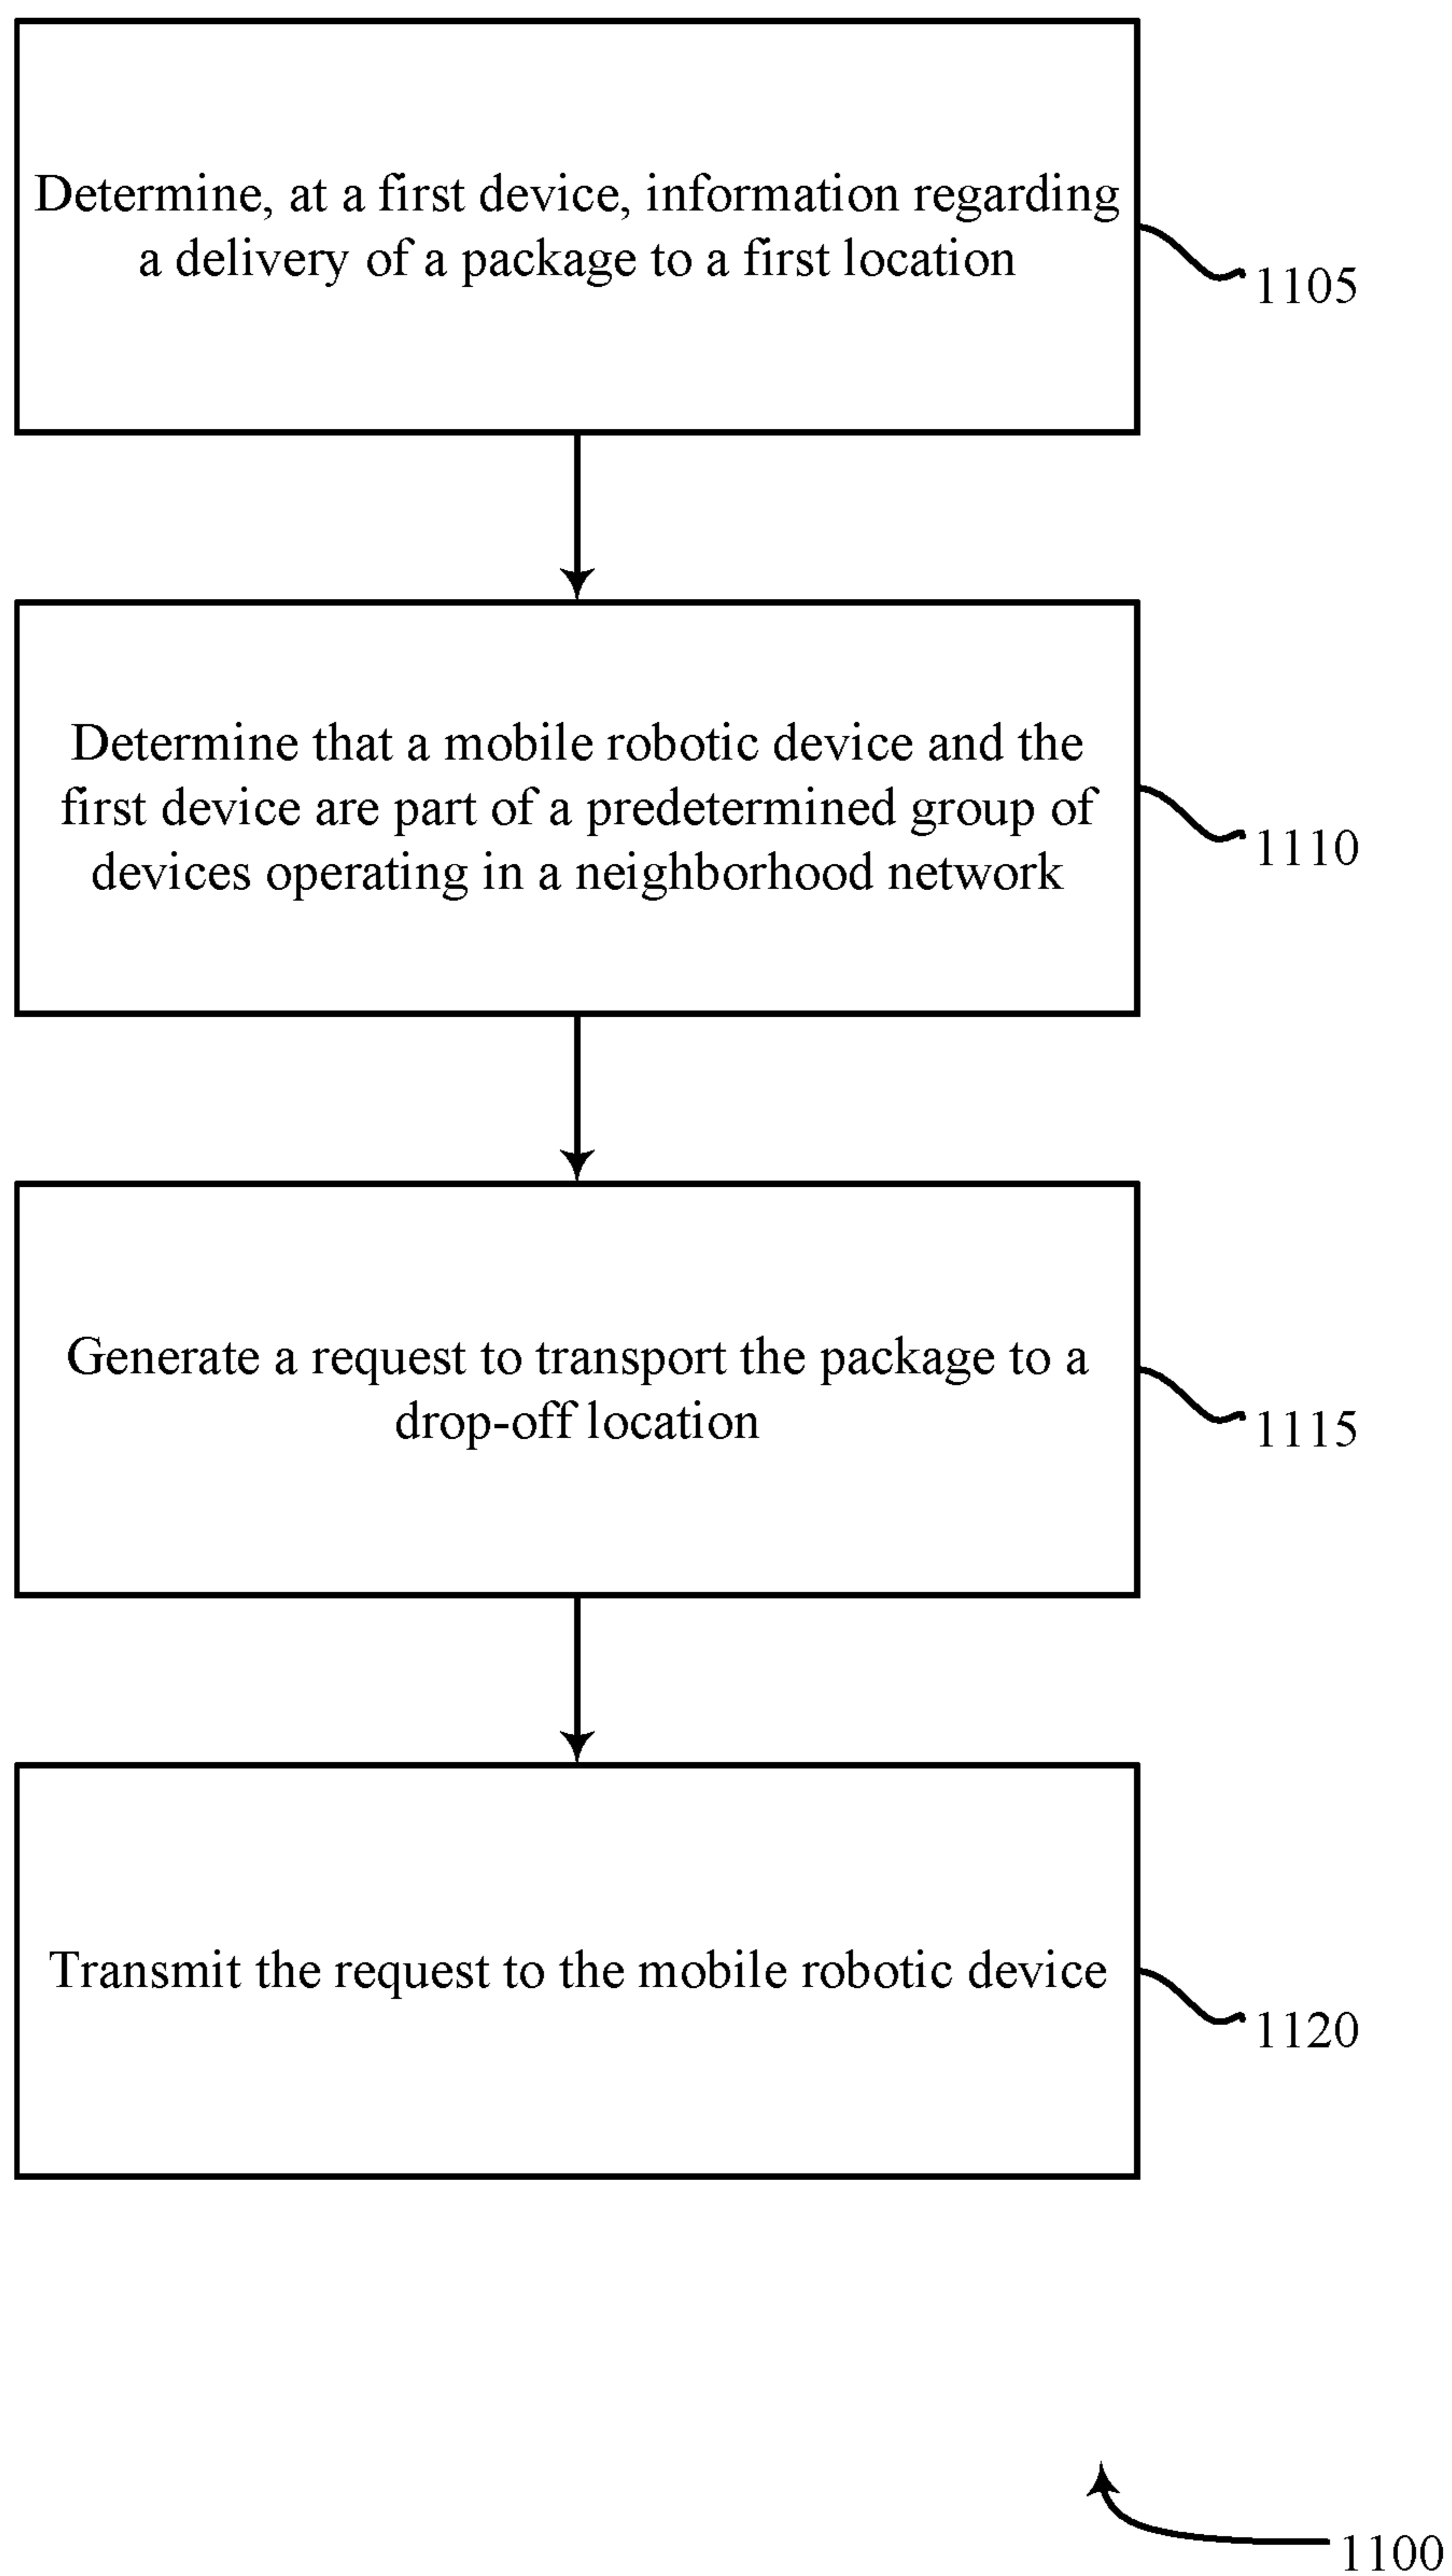 Determine, at a first device, information regarding
a delivery of a package to a first location
1105
Determine that a mobile robotic device and the
first device are part of a predetermined group of
devices operating in a neighborhood network
1110
Generate a request to transport the package to a
drop-off location
1115
Transmit the request to the mobile robotic device
1120
1100